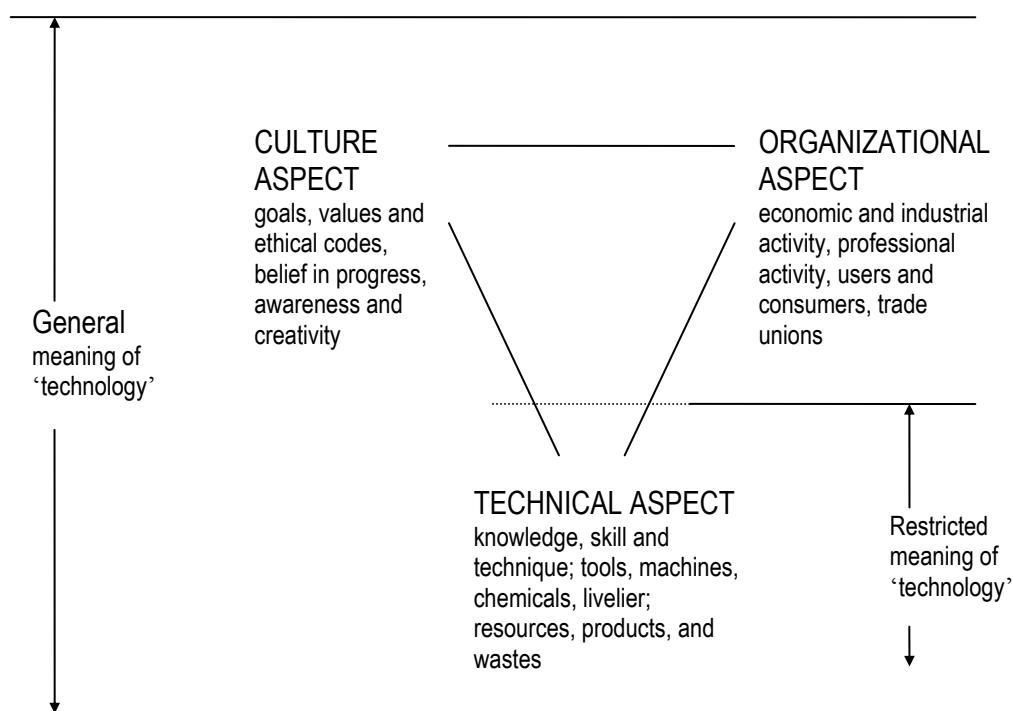 CULTURE
ASPECT
goals, values and
ethical codes,
belief in progress,
awareness and
creativity
ORGANIZATIONAL
ASPECT
economic and industrial
activity, professional
activity, users and
consumers, trade
unions
General
meaning of
‘technology’
TECHNICAL ASPECT
knowledge, skill and
technique; tools, machines,
chemicals, livelier;
resources, products, and
wastes
Restricted
meaning of
‘technology’